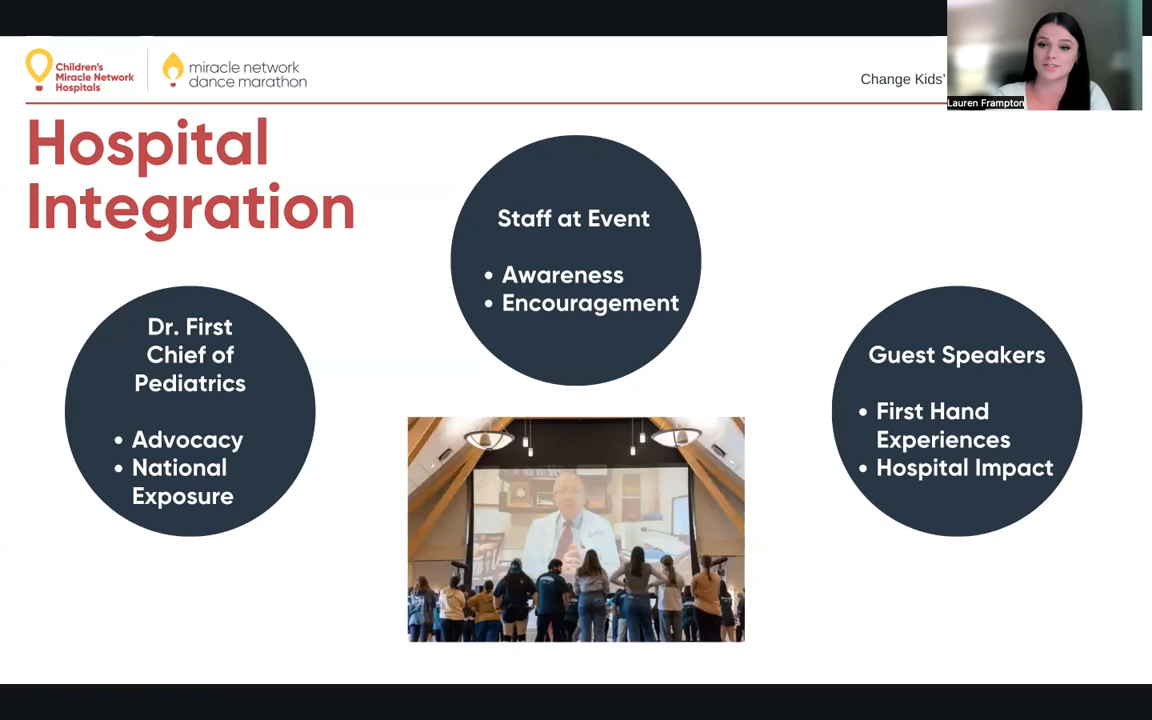 Children's
Miracle Network
Hospitals
miracle network
dance marathon
Change Kids'
Lauren Frampton
Hospital
Integration
Staff at Event
• Awareness
• Encouragement
Dr. First
Chief of
Pediatrics
• Advocacy
• National
Exposure
Guest Speakers
• First Hand
Experiences
• Hospital Impact